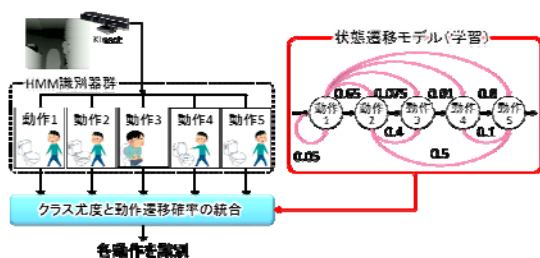 Kinect
HMM識別器群
動作1 動作2 動作3 動作4 動作5
クラス尤度と動作遷移確率の統合
各動作を識別
状態遷移モデル(学習)
0.65 0.075 0.01
動作1 動作2 動作3 動作4 動作5
0.05
0.4
0.1
0.5